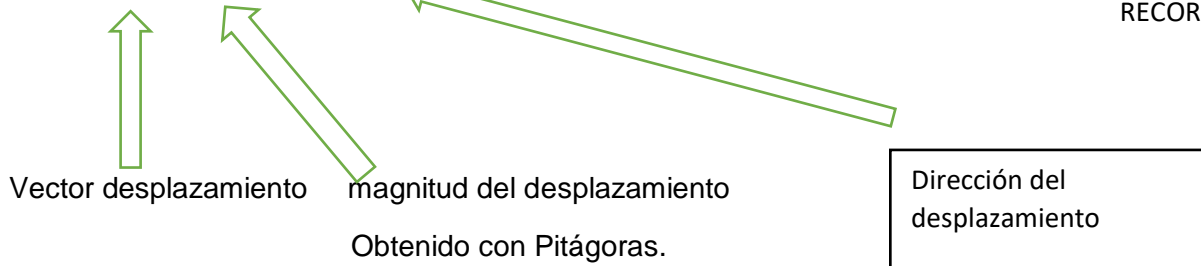 RECOR
Vector desplazamiento magnitud del desplazamiento
Obtenido con Pitágoras.
Dirección del
desplazamiento